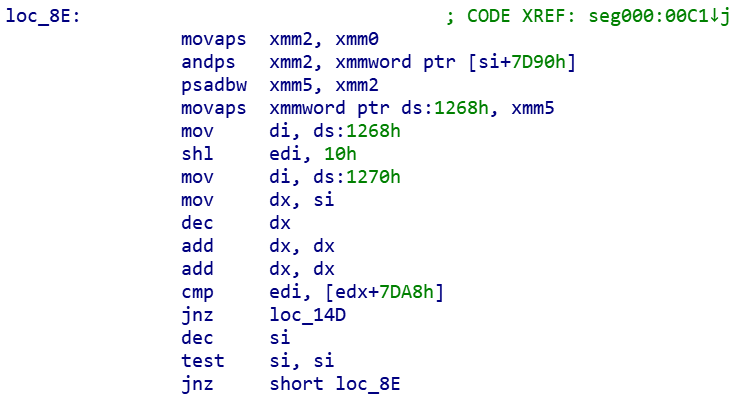 loc_8E: ; CODE XREF: seg000:00C1↓j
movaps xmm2, xmm0
andps xmm2, xmmword ptr [si+7D90h]
psadbw xmm5, xmm2
movaps xmmword ptr ds:1268h, xmm5
mov di, ds:1268h
shl edi, 10h
mov di, ds:1270h
mov dx, si
dec dx
add dx, dx
add dx, dx
cmp edi, [edx+7DA8h]
jnz loc_14D
dec si
test si, si
jnz short loc_8E